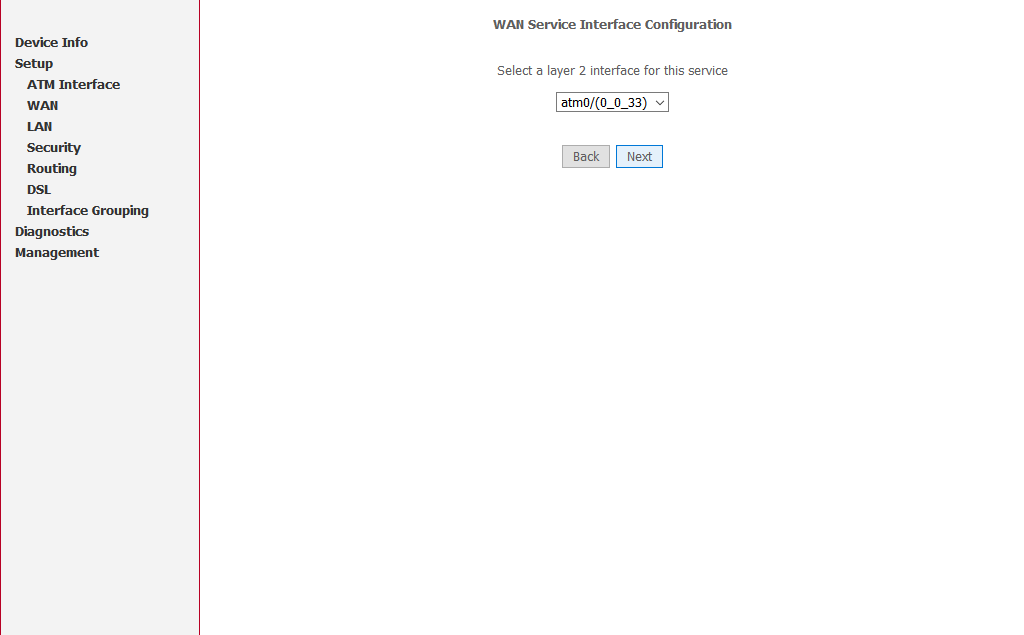 Device Info
Setup
ATM Interface
WAN
LAN
Security
Routing
DSL
Interface Grouping
Diagnostics
Management
WAN Service Interface Configuration
Select a layer 2 interface for this service
atm0/(0_0_33)
Back Next